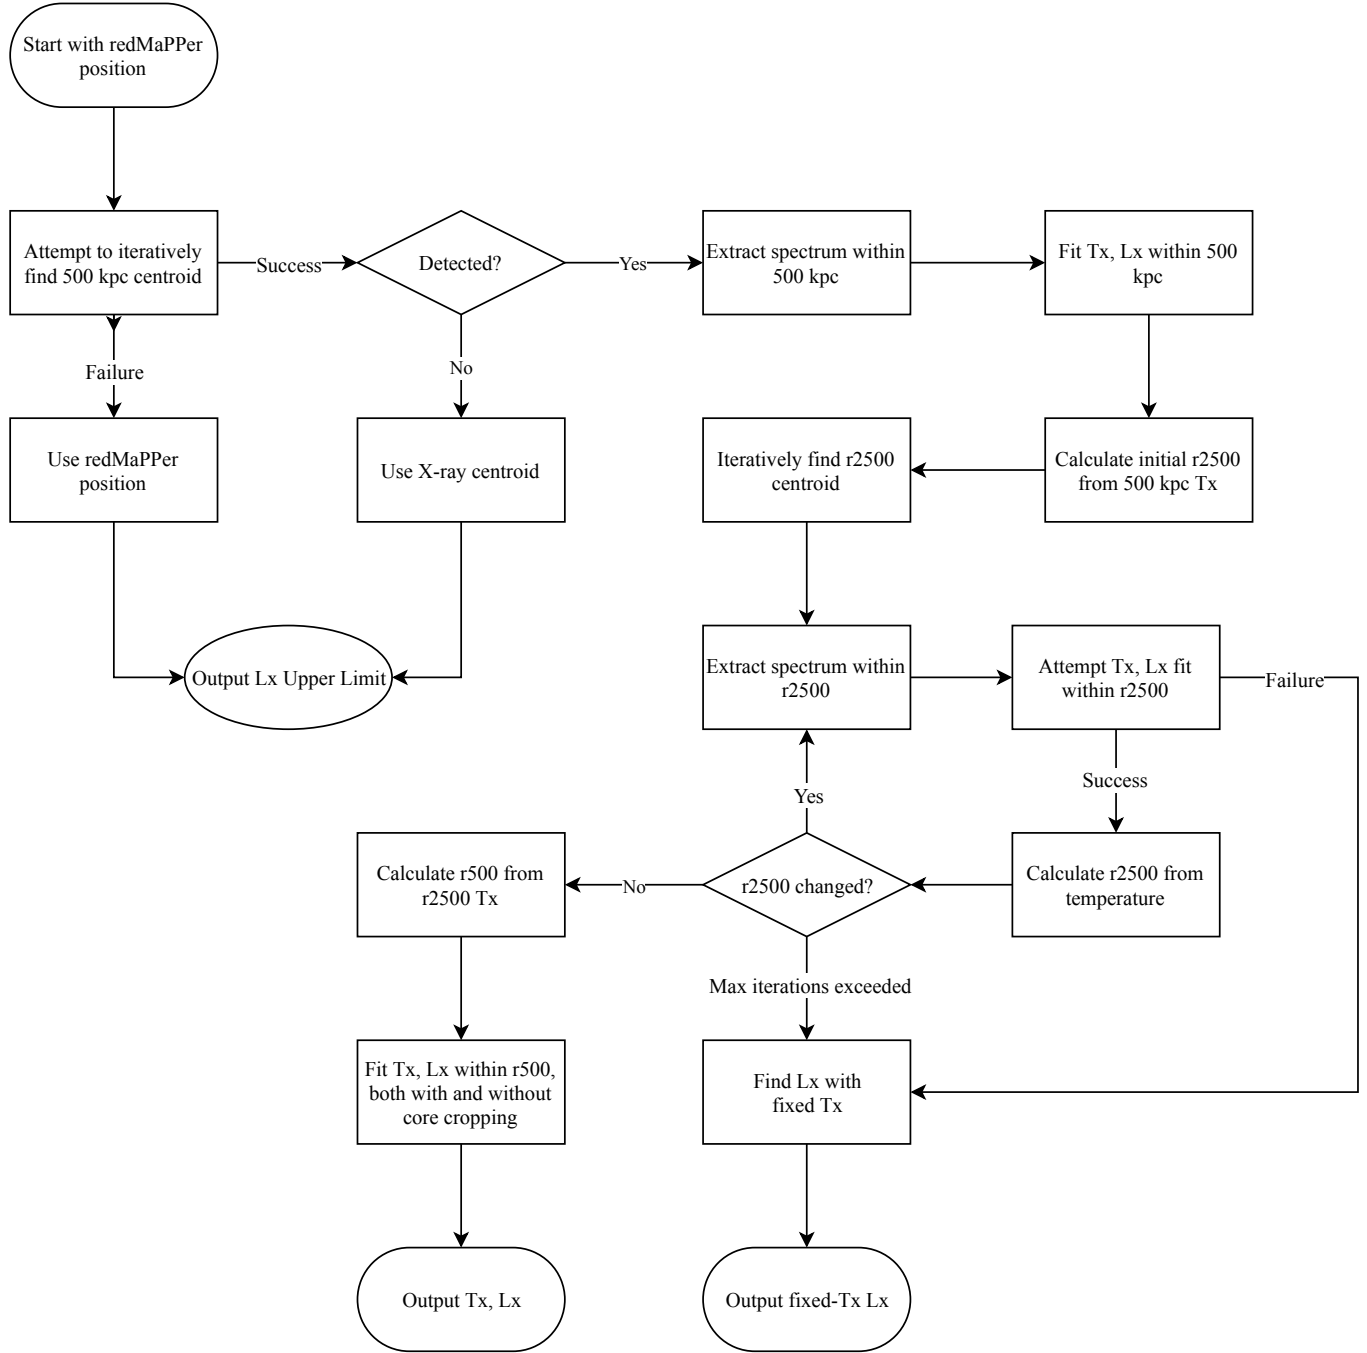 Start with redMaPPer
position
Attempt to iteratively
find 500 kpc centroid
Success
Detected?
Yes
Extract spectrum within
500 kpc
Fit Tx, Lx within 500
kpc
Failure
No
Use redMaPPer
position
Use X-ray centroid
Iteratively find r2500
centroid
Calculate initial r2500
from 500 kpc Tx
Output Lx Upper Limit
Extract spectrum within
r2500
Attempt Tx, Lx fit
within r2500
Failure
Success
Yes
Calculate r500 from
r2500 Tx
No
r2500 changed?
Calculate r2500 from
temperature
Max iterations exceeded
Fit Tx, Lx within r500,
both with and without
core cropping
Find Lx with
fixed Tx
Output Tx, Lx
Output fixed-Tx Lx